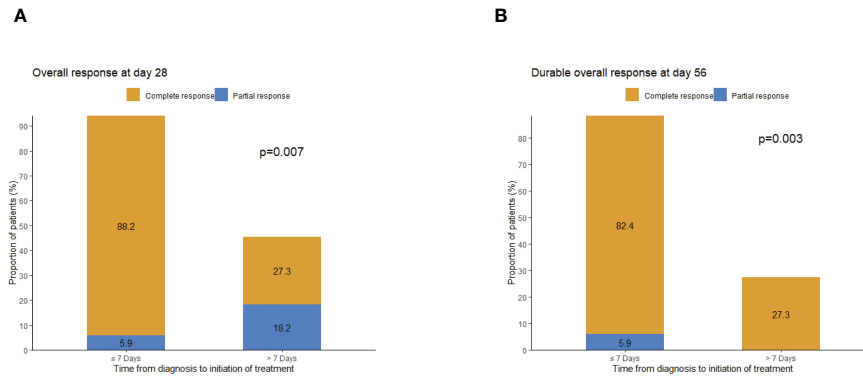 A
Overall response at day 28
Complete response
Partial response
p=0.007
Proportion of patients (%)
90
80
70
60
50
40
30
20
10
0
88.2
5.9
27.3
18.2
≤ 7 Days
> 7 Days
Time from diagnosis to initiation of treatment
B
Durable overall response at day 56
Complete response
Partial response
p=0.003
Proportion of patients (%)
80
70
60
50
40
30
20
10
0
82.4
5.9
27.3
≤ 7 Days
> 7 Days
Time from diagnosis to initiation of treatment